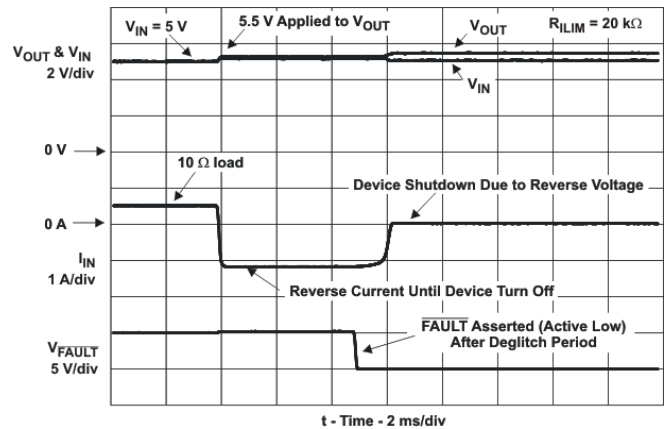 V_IN = 5 V
5.5 V Applied to V_OUT
V_OUT
R_ILIM = 20 kΩ
V_OUT & V_IN
2 V/div
V_IN
0 V
10 Ω load
Device Shutdown Due to Reverse Voltage
0 A
I_IN
1 A/div
Reverse Current Until Device Turn Off
F̅A̅U̅L̅T̅ Asserted (Active Low)
After Deglitch Period
V_F̅A̅U̅L̅T̅
5 V/div
t - Time - 2 ms/div